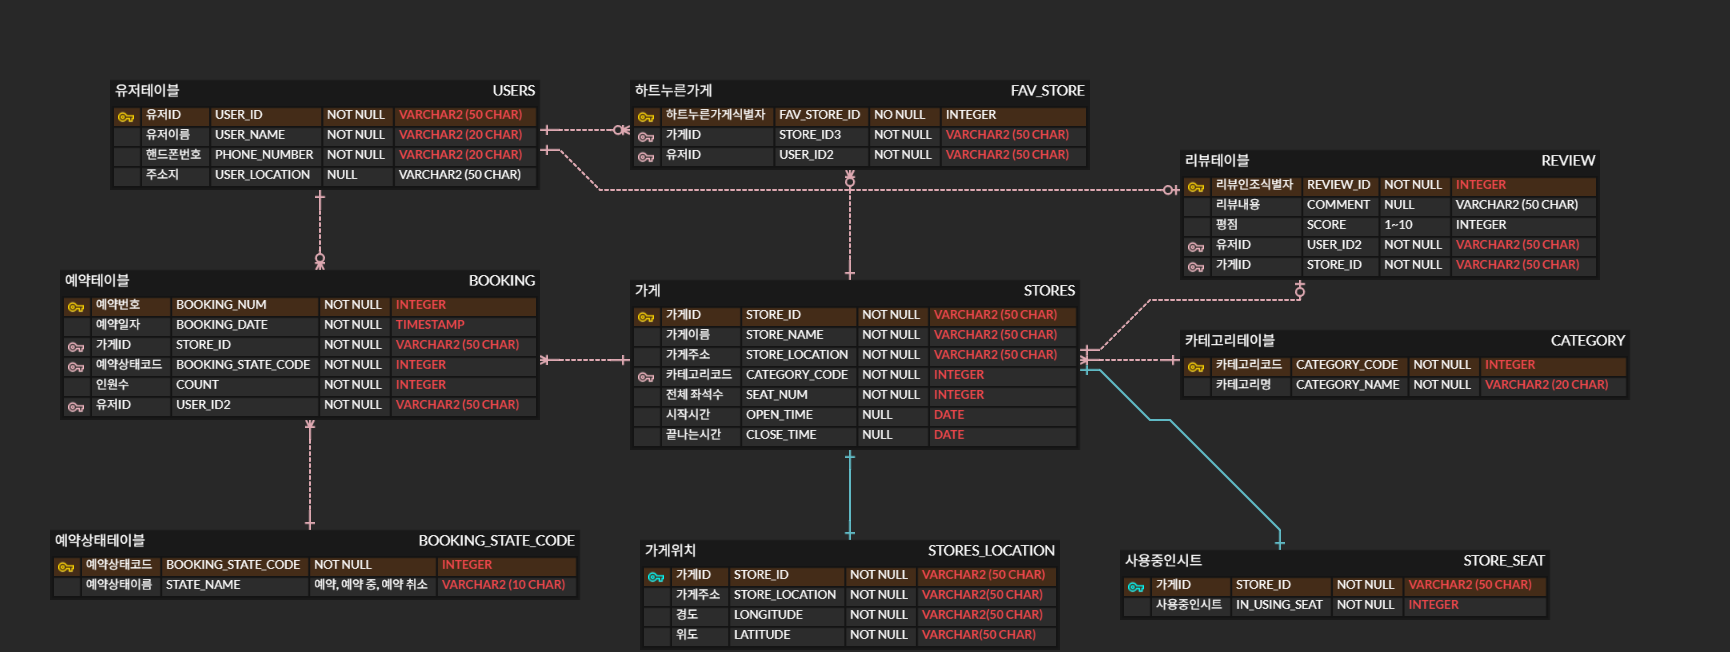 유저테이블 USERS
유저ID USER_ID NOT NULL VARCHAR2 (50 CHAR)
유저이름 USER_NAME NOT NULL VARCHAR2 (20 CHAR)
핸드폰번호 PHONE_NUMBER NOT NULL VARCHAR2 (20 CHAR)
주소지 USER_LOCATION NULL VARCHAR2 (50 CHAR)
하트누른가게 FAV_STORE
하트누른가게식별자 FAV_STORE_ID NO NULL INTEGER
가게ID STORE_ID3 NOT NULL VARCHAR2 (50 CHAR)
유저ID USER_ID2 NOT NULL VARCHAR2 (50 CHAR)
리뷰테이블 REVIEW
리뷰인조식별자 REVIEW_ID NOT NULL INTEGER
리뷰내용 COMMENT NULL VARCHAR2 (50 CHAR)
평점 SCORE 1~10 INTEGER
유저ID USER_ID2 NOT NULL VARCHAR2 (50 CHAR)
가게ID STORE_ID NOT NULL VARCHAR2 (50 CHAR)
예약테이블 BOOKING
예약번호 BOOKING_NUM NOT NULL INTEGER
예약일자 BOOKING_DATE NOT NULL TIMESTAMP
가게ID STORE_ID NOT NULL VARCHAR2 (50 CHAR)
예약상태코드 BOOKING_STATE_CODE NOT NULL INTEGER
인원수 COUNT NOT NULL INTEGER
유저ID USER_ID2 NOT NULL VARCHAR2 (50 CHAR)
가게 STORES
가게ID STORE_ID NOT NULL VARCHAR2 (50 CHAR)
가게이름 STORE_NAME NOT NULL VARCHAR2 (50 CHAR)
가게주소 STORE_LOCATION NOT NULL VARCHAR2 (50 CHAR)
카테고리코드 CATEGORY_CODE NOT NULL INTEGER
전체 좌석수 SEAT_NUM NOT NULL INTEGER
시작시간 OPEN_TIME NULL DATE
끝나는시간 CLOSE_TIME NULL DATE
카테고리테이블 CATEGORY
카테고리코드 CATEGORY_CODE NOT NULL INTEGER
카테고리명 CATEGORY_NAME NOT NULL VARCHAR2 (20 CHAR)
예약상태테이블 BOOKING_STATE_CODE
예약상태코드 BOOKING_STATE_CODE NOT NULL INTEGER
예약상태이름 STATE_NAME 예약, 예약 중, 예약 취소 VARCHAR2 (10 CHAR)
가게위치 STORES_LOCATION
가게ID STORE_ID NOT NULL VARCHAR2 (50 CHAR)
가게주소 STORE_LOCATION NOT NULL VARCHAR2(50 CHAR)
경도 LONGITUDE NOT NULL VARCHAR2(50 CHAR)
위도 LATITUDE NOT NULL VARCHAR(50 CHAR)
사용중인시트 STORE_SEAT
가게ID STORE_ID NOT NULL VARCHAR2 (50 CHAR)
사용중인시트 IN_USING_SEAT NOT NULL INTEGER